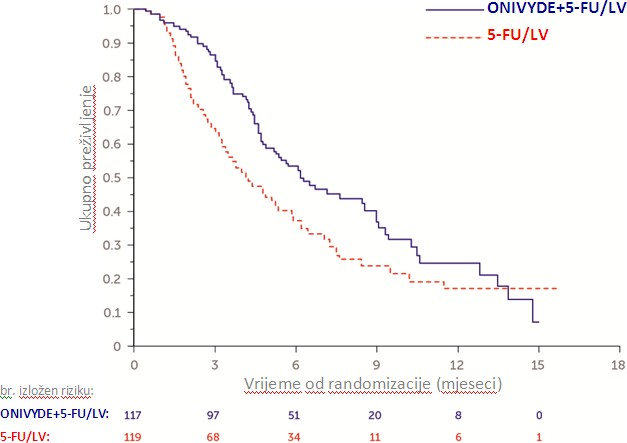 ONIVYDE+5-FU/LV
5-FU/LV
Ukupno preživljenje
1.0
0.9
0.8
0.7
0.6
0.5
0.4
0.3
0.2
0.1
0
0 3 6 9 12 15 18
Vrijeme od randomizacije (mjeseci)
br. izložen riziku:
ONIVYDE+5-FU/LV: 117 97 51 20 8 0
5-FU/LV: 119 68 34 11 6 1